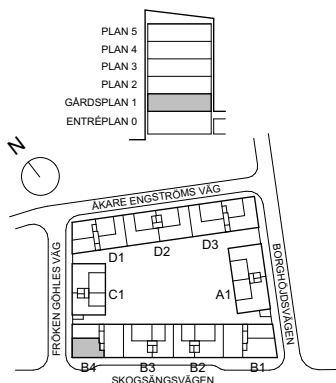 PLAN 5
PLAN 4
PLAN 3
PLAN 2
GÅRDSPLAN 1
ENTRÉPLAN 0
N
ÅKARE ENGSTRÖMS VÄG
FRÖKEN GÖHLES VÄG
BORGHÖJDSVÄGEN
D1
D2
D3
C1
A1
B4
B3
B2
B1
SKOGSÄNGSVÄGEN